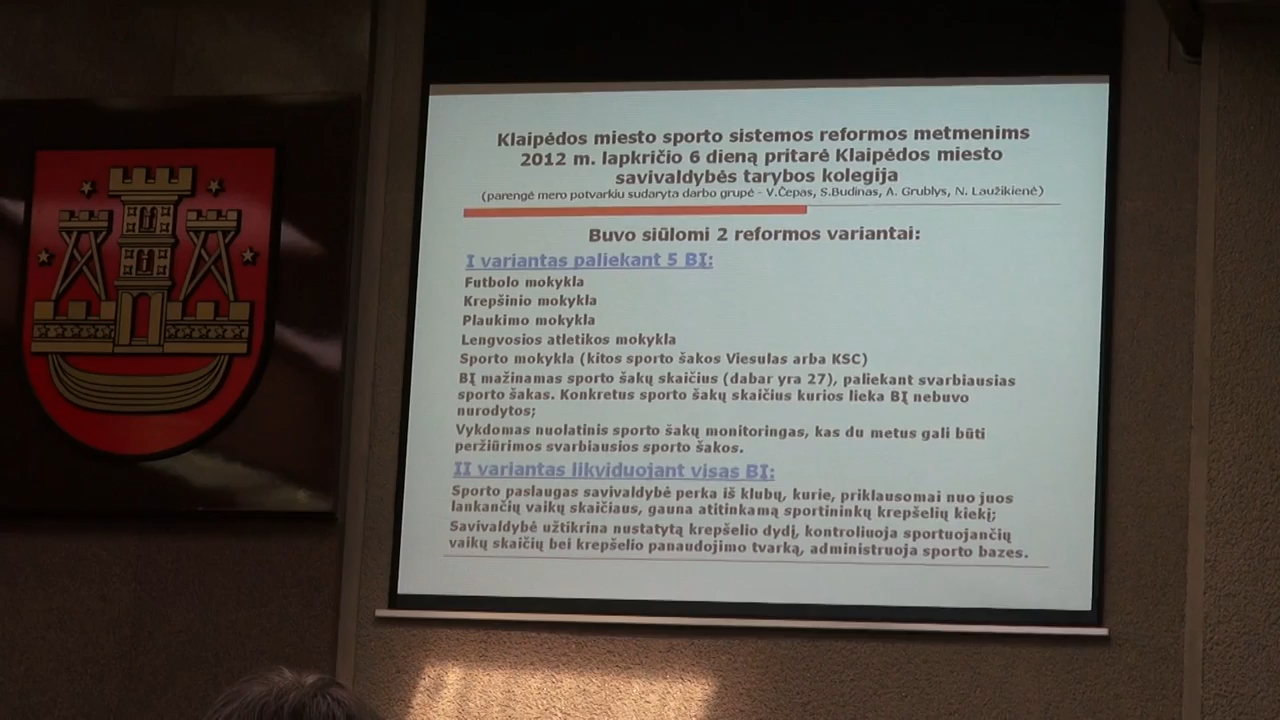 Klaipėdos miesto sporto sistemos reformos metmenims
2012 m. lapkričio 6 dieną pritarė Klaipėdos miesto
savivaldybės tarybos kolegija
(parengė mero potvarkiu sudaryta darbo grupė - V.Čepas, S.Budinas, A. Grublys, N. Laužikienė)
Buvo siūlomi 2 reformos variantai:
I variantas paliekant 5 BĮ:
Futbolo mokykla
Krepšinio mokykla
Plaukimo mokykla
Lengvosios atletikos mokykla
Sporto mokykla (kitos sporto šakos Viesulas arba KSC)
BĮ mažinamas sporto šakų skaičius (dabar yra 27), paliekant svarbiausias
sporto šakas. Konkretus sporto šakų skaičius kurios lieka BĮ nebuvo
nurodytos;
Vykdomas nuolatinis sporto šakų monitoringas, kas du metus gali būti
peržiūrimos svarbiausios sporto šakos.
II variantas likviduojant visas BĮ:
Sporto paslaugas savivaldybė perka iš klubų, kurie, priklausomai nuo juos
lankančių vaikų skaičiaus, gauna atitinkamą sportininkų krepšelių kiekį;
Savivaldybė užtikrina nustatytą krepšelio dydį, kontroliuoja sportuojančių
vaikų skaičių bei krepšelio panaudojimo tvarką, administruoja sporto bazes.